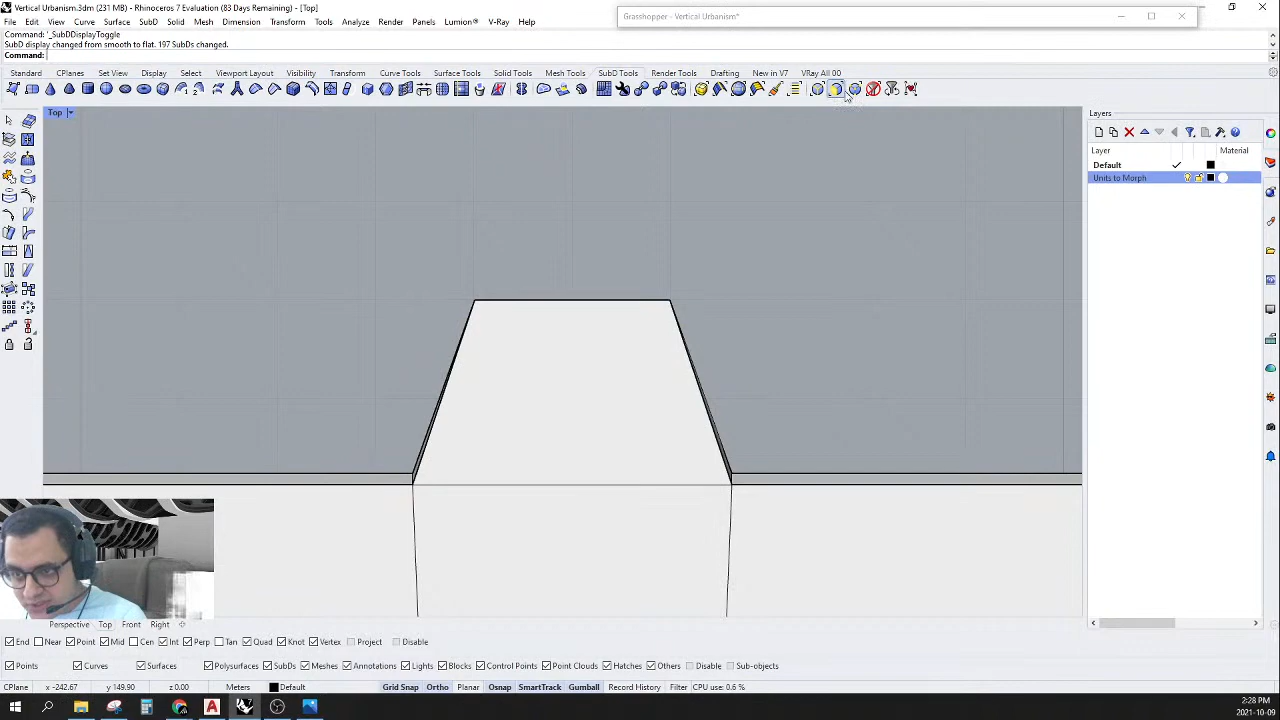 Vertical Urbanism.3dm (231 MB) - Rhinoceros 7 Evaluation (83 Days Remaining) - [Top]
Grasshopper - Vertical Urbanism*
File Edit View Curve Surface SubD Solid Mesh Dimension Transform Tools Analyze Render Panels Lumion® V-Ray Help
Command: '_SubDDisplayToggle
SubD display changed from smooth to flat. 197 SubDs changed.
Command:
Standard CPlanes Set View Display Select Viewport Layout Visibility Transform Curve Tools Surface Tools Solid Tools Mesh Tools SubD Tools Render Tools Drafting New in V7 VRay All 00
Top
Layers
Layer Material
Default
Units to Morph
Perspective Top Front Right
End Near Point Mid Cen Int Perp Tan Quad Knot Vertex Project Disable
Points Curves Surfaces Polysurfaces SubDs Meshes Annotations Lights Blocks Control Points Point Clouds Hatches Others Disable Sub-objects
CPlane x -242.67 y 149.90 z 0.00 Meters Default Grid Snap Ortho Planar Osnap SmartTrack Gumball Record History Filter CPU use: 0.6 %
2:28 PM
2021-10-09